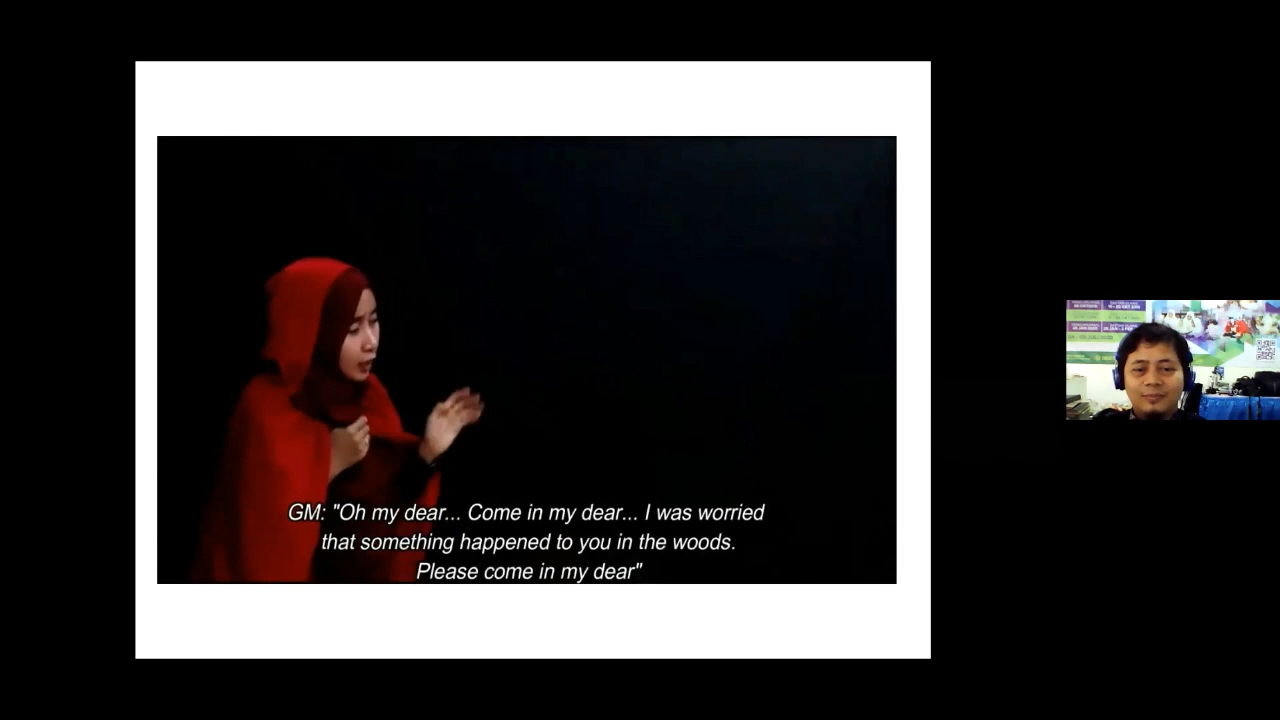 GM: "Oh my dear... Come in my dear... I was worried
that something happened to you in the woods.
Please come in my dear"